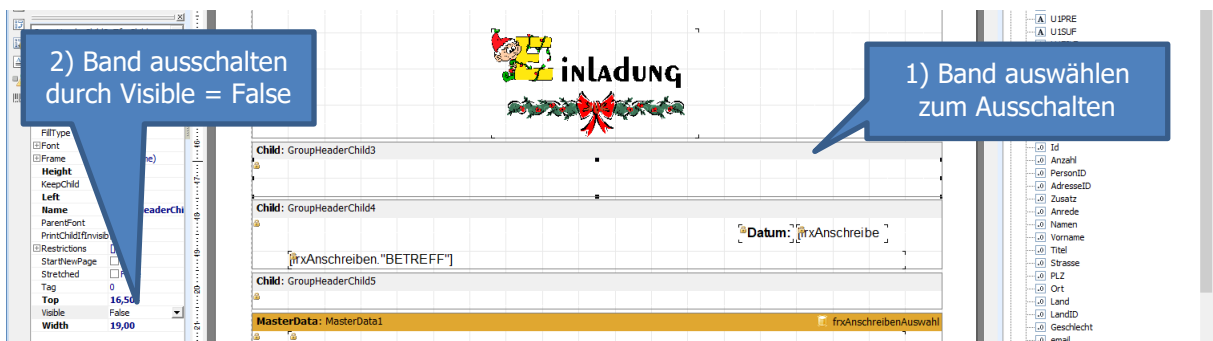 2) Band ausschalten
durch Visible = False
1) Band auswählen
zum Ausschalten
FillType
Font
Frame
Height
KeepChild
Left
Name
ParentFont
Restrictions
StartNewPage
Stretched
Tag 0
Top 16,50
Visible False
Width 19,00
Einladung
Child: GroupHeaderChild3
Child: GroupHeaderChild4
Datum: [frxAnschreibe
[frxAnschreiben."BETREFF"]
Child: GroupHeaderChild5
MasterData: MasterData1 frxAnschreibenAuswahl
A U1PRE
A U1SUF
Id
Anzahl
PersonID
AdresseID
Zusatz
Anrede
Namen
Vorname
Titel
Strasse
PLZ
Ort
Land
LandID
Geschlecht
email